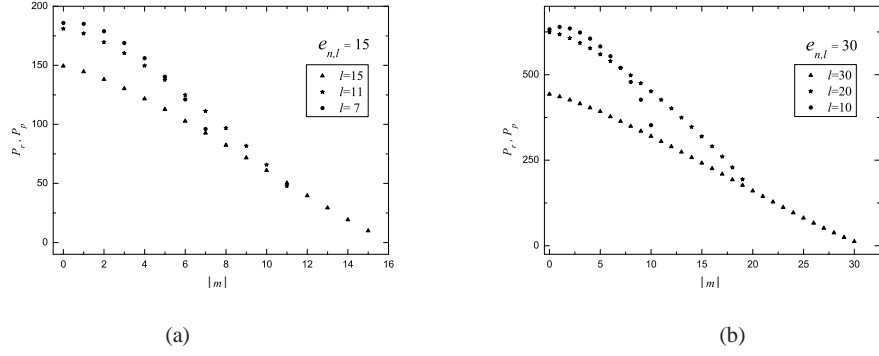 200
150
100
50
0
P_r, P_p
e_{n,l} = 15
l=15
l=11
l= 7
0 2 4 6 8 10 12 14 16
|m|
(a)
500
250
0
P_r, P_p
e_{n,l} = 30
l=30
l=20
l=10
0 5 10 15 20 25 30
|m|
(b)